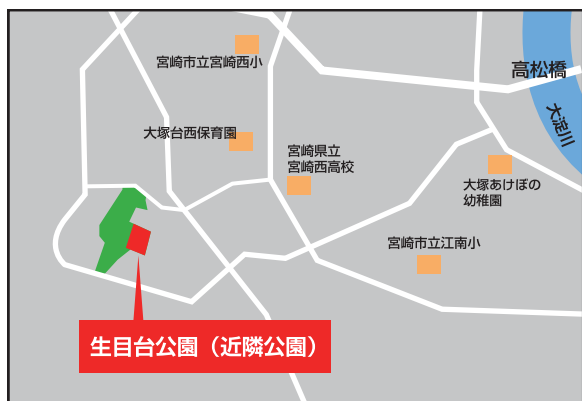 宮崎市立宮崎西小
高松橋
大淀川
大塚台西保育園
宮崎県立
宮崎西高校
大塚あけぼの
幼稚園
宮崎市立江南小
生目台公園（近隣公園）